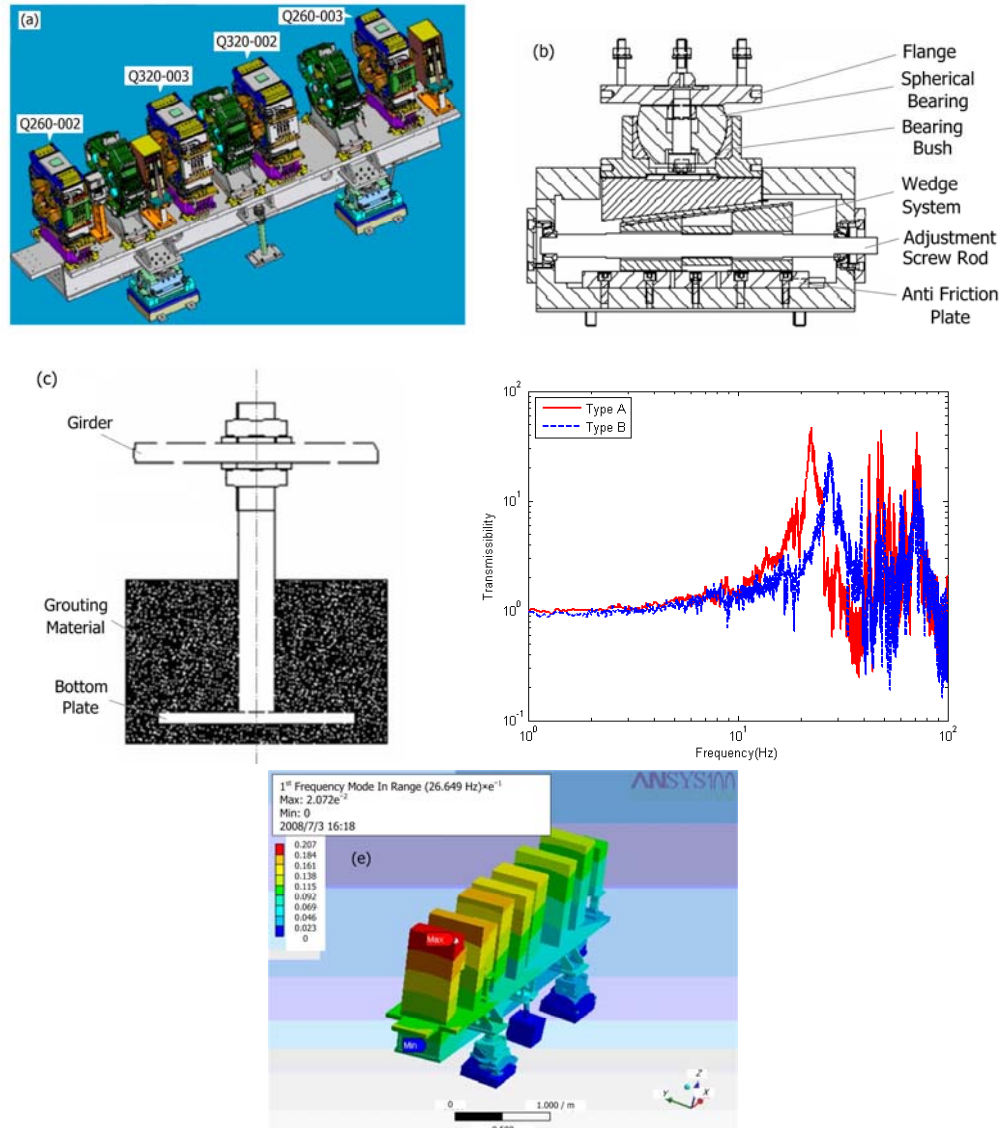 (a)
Q260-003
Q320-002
Q320-003
Q260-002
(b)
Flange
Spherical
Bearing
Bearing
Bush
Wedge
System
Adjustment
Screw Rod
Anti Friction
Plate
(c)
Girder
Grouting
Material
Bottom
Plate
Type A
Type B
Transmissibility
10²
10¹
10⁰
10⁻¹
10⁰
10¹
10²
Frequency(Hz)
1ˢᵗ Frequency Mode In Range (26.649 Hz)×e⁻¹
Max: 2.072e⁻²
Min: 0
2008/7/3 16:18
ANSYS
(e)
0.207
0.184
0.161
0.138
0.115
0.092
0.069
0.046
0.023
0
Max
Min
0
1.000 / m
Z
Y
X